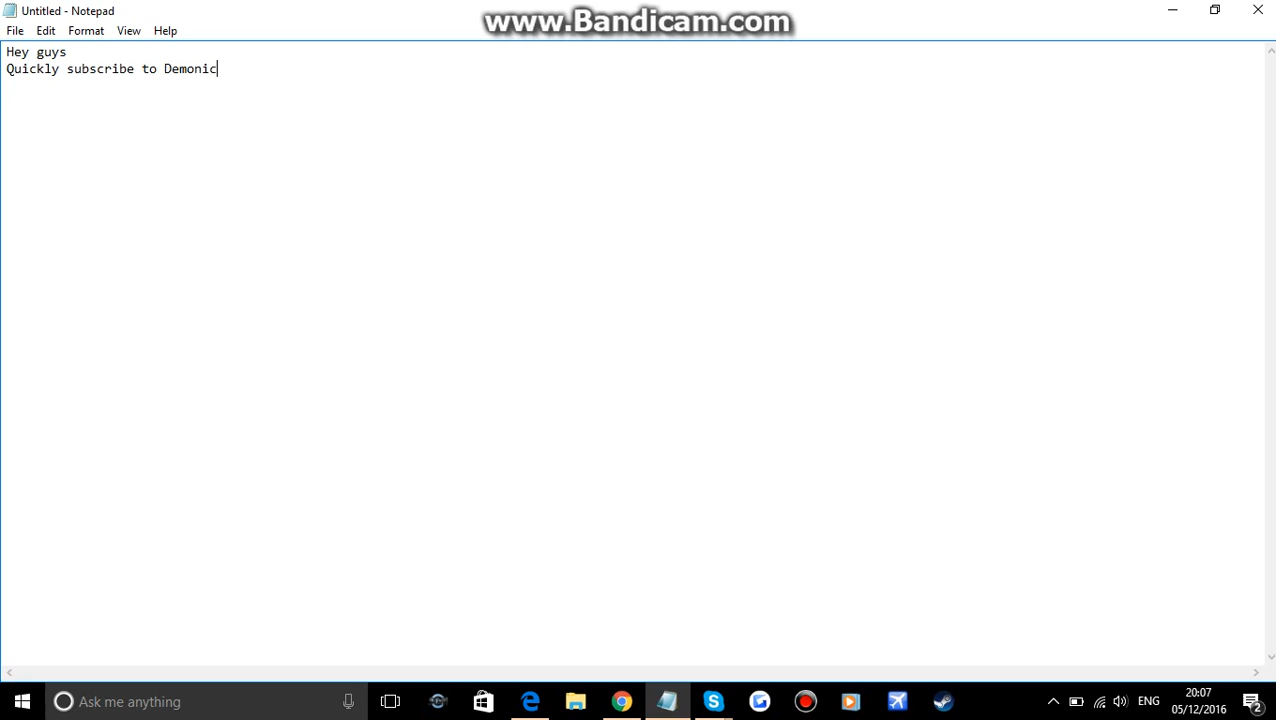 Untitled - Notepad
www.Bandicam.com
File Edit Format View Help
Hey guys
Quickly subscribe to Demonic
Ask me anything
ENG
20:07
05/12/2016
2